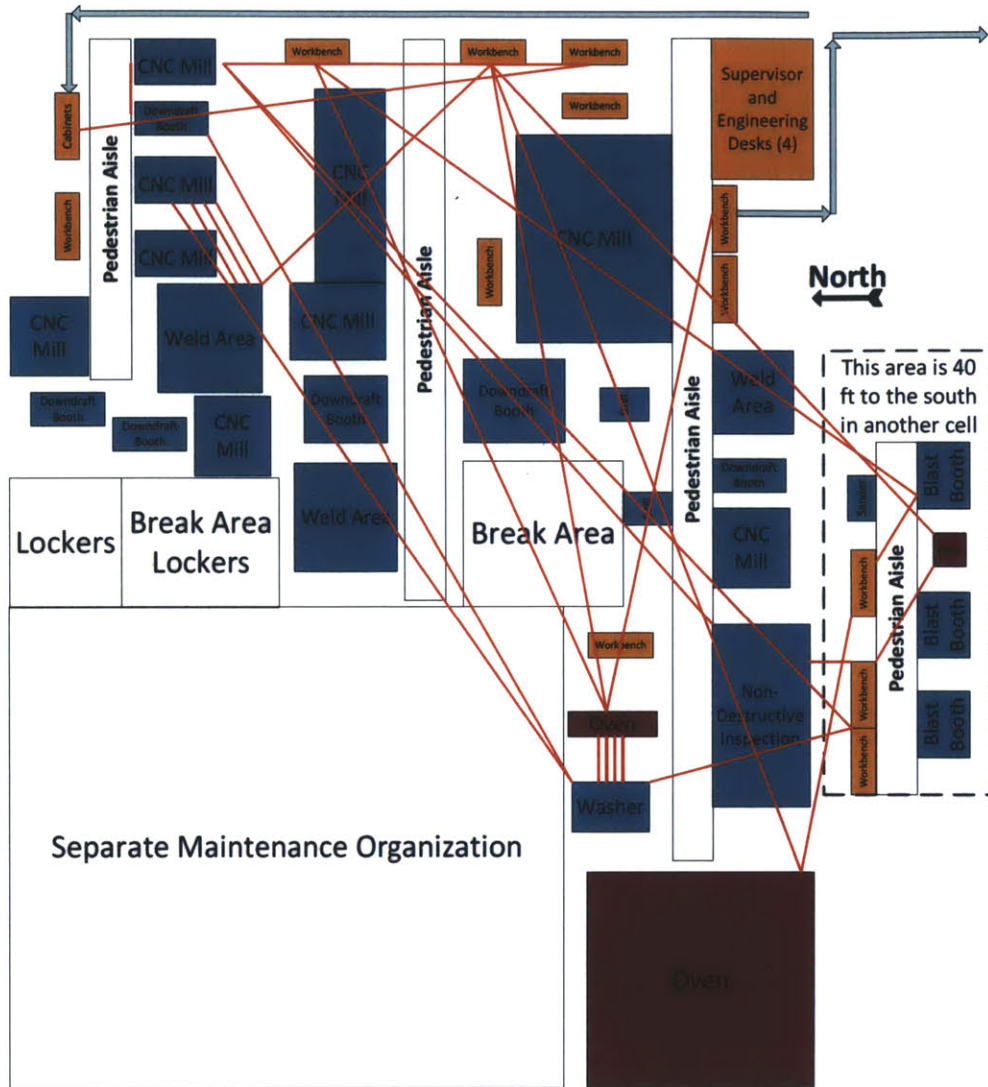 Workbench
Workbench
Workbench
CNC Mill
Supervisor
and
Engineering
Desks (4)
Cabinets
Downdraft
Booth
Workbench
Pedestrian Aisle
CNC Mill
CNC
Mill
Workbench
CNC Mill
Workbench
CNC Mill
Workbench
Workbench
Pedestrian Aisle
Pedestrian Aisle
North
CNC
Mill
Weld Area
CNC Mill
This area is 40
ft to the south
in another cell
Downdraft
Booth
Downdraft
Booth
CNC
Mill
Downdraft
Booth
Downdraft
Booth
Weld
Area
Blast
Booth
Lockers
Break Area
Lockers
Weld Area
Break Area
Downdraft
Booth
Sander
CNC
Mill
Workbench
Pedestrian Aisle
Blast
Booth
Workbench
Oven
Non-
Destructive
Inspection
Workbench
Workbench
Blast
Booth
Washer
Separate Maintenance Organization
Oven